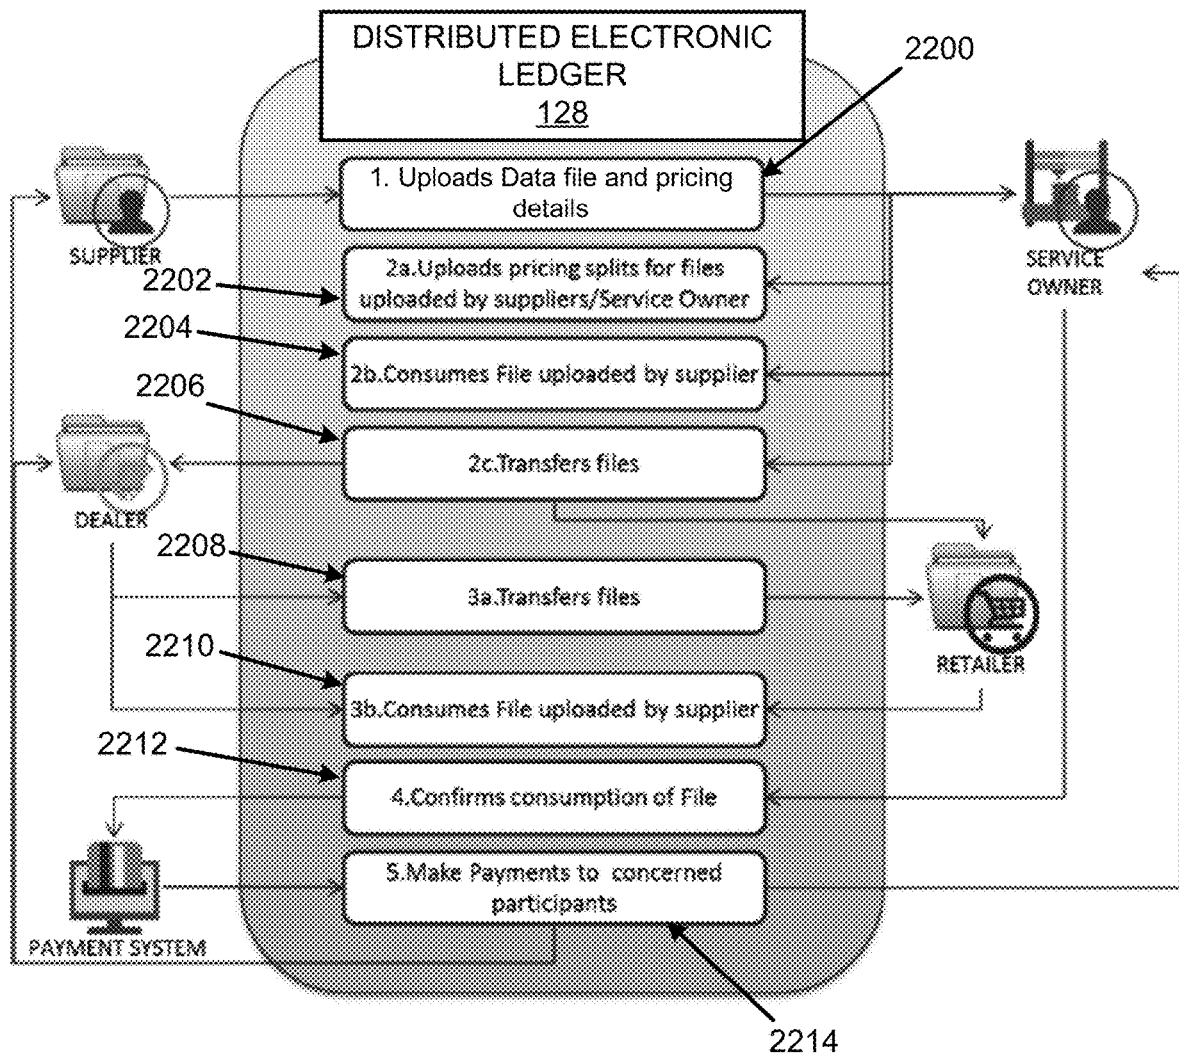 DISTRIBUTED ELECTRONIC
LEDGER
128
2200
1. Uploads Data file and pricing
details
SUPPLIER
SERVICE
OWNER
2202
2a.Uploads pricing splits for files
uploaded by suppliers/Service Owner
2204
2b.Consumes File uploaded by supplier
2206
2c.Transfers files
DEALER
2208
3a.Transfers files
RETAILER
2210
3b.Consumes File uploaded by supplier
2212
4.Confirms consumption of File
5.Make Payments to concerned
participants
PAYMENT SYSTEM
2214